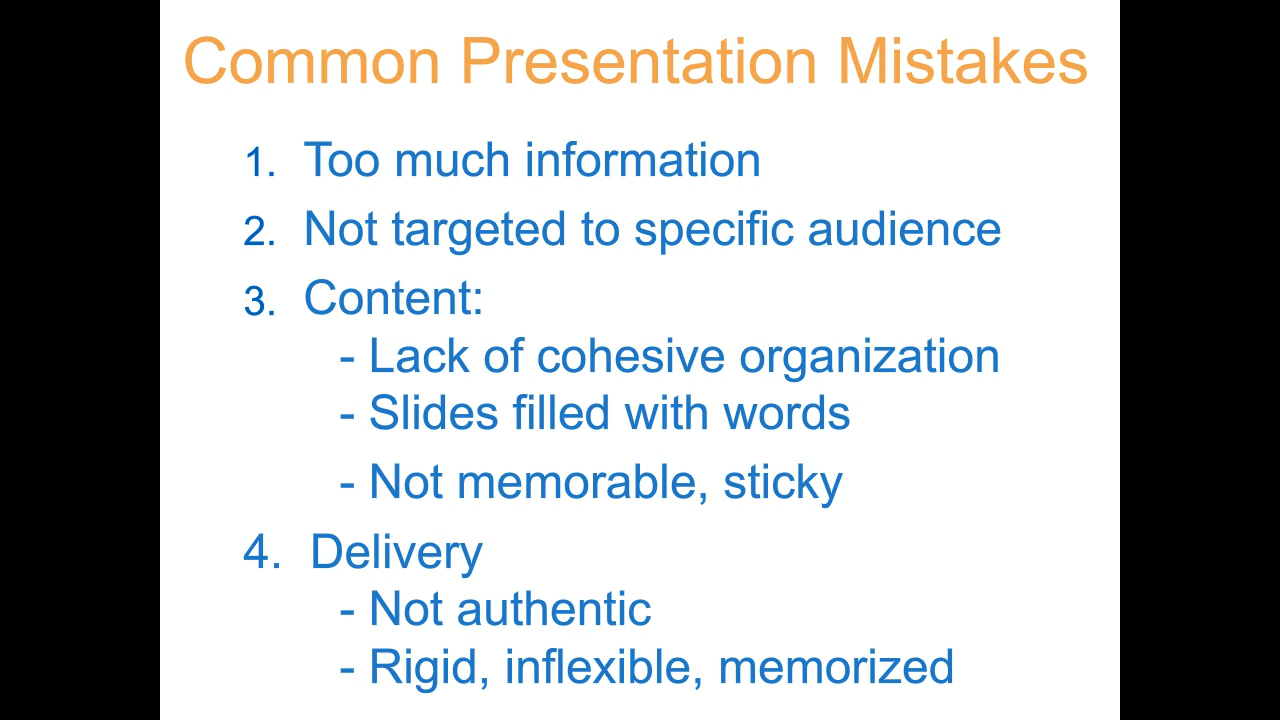 Common Presentation Mistakes
1. Too much information
2. Not targeted to specific audience
3. Content:
- Lack of cohesive organization
- Slides filled with words
- Not memorable, sticky
4. Delivery
- Not authentic
- Rigid, inflexible, memorized